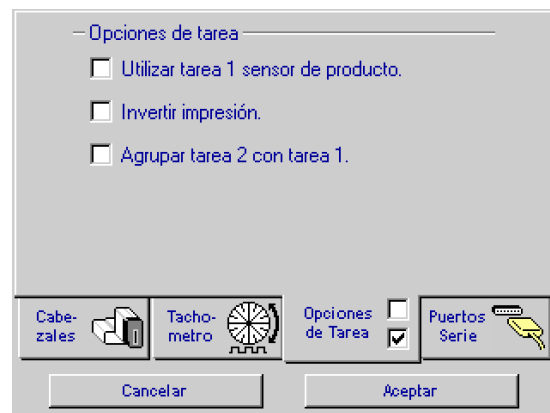 Opciones de tarea
Utilizar tarea 1 sensor de producto.
Invertir impresión.
Agrupar tarea 2 con tarea 1.
Cabe-
zales
Tacho-
metro
Opciones
de Tarea
Puertos
Serie
Cancelar
Aceptar